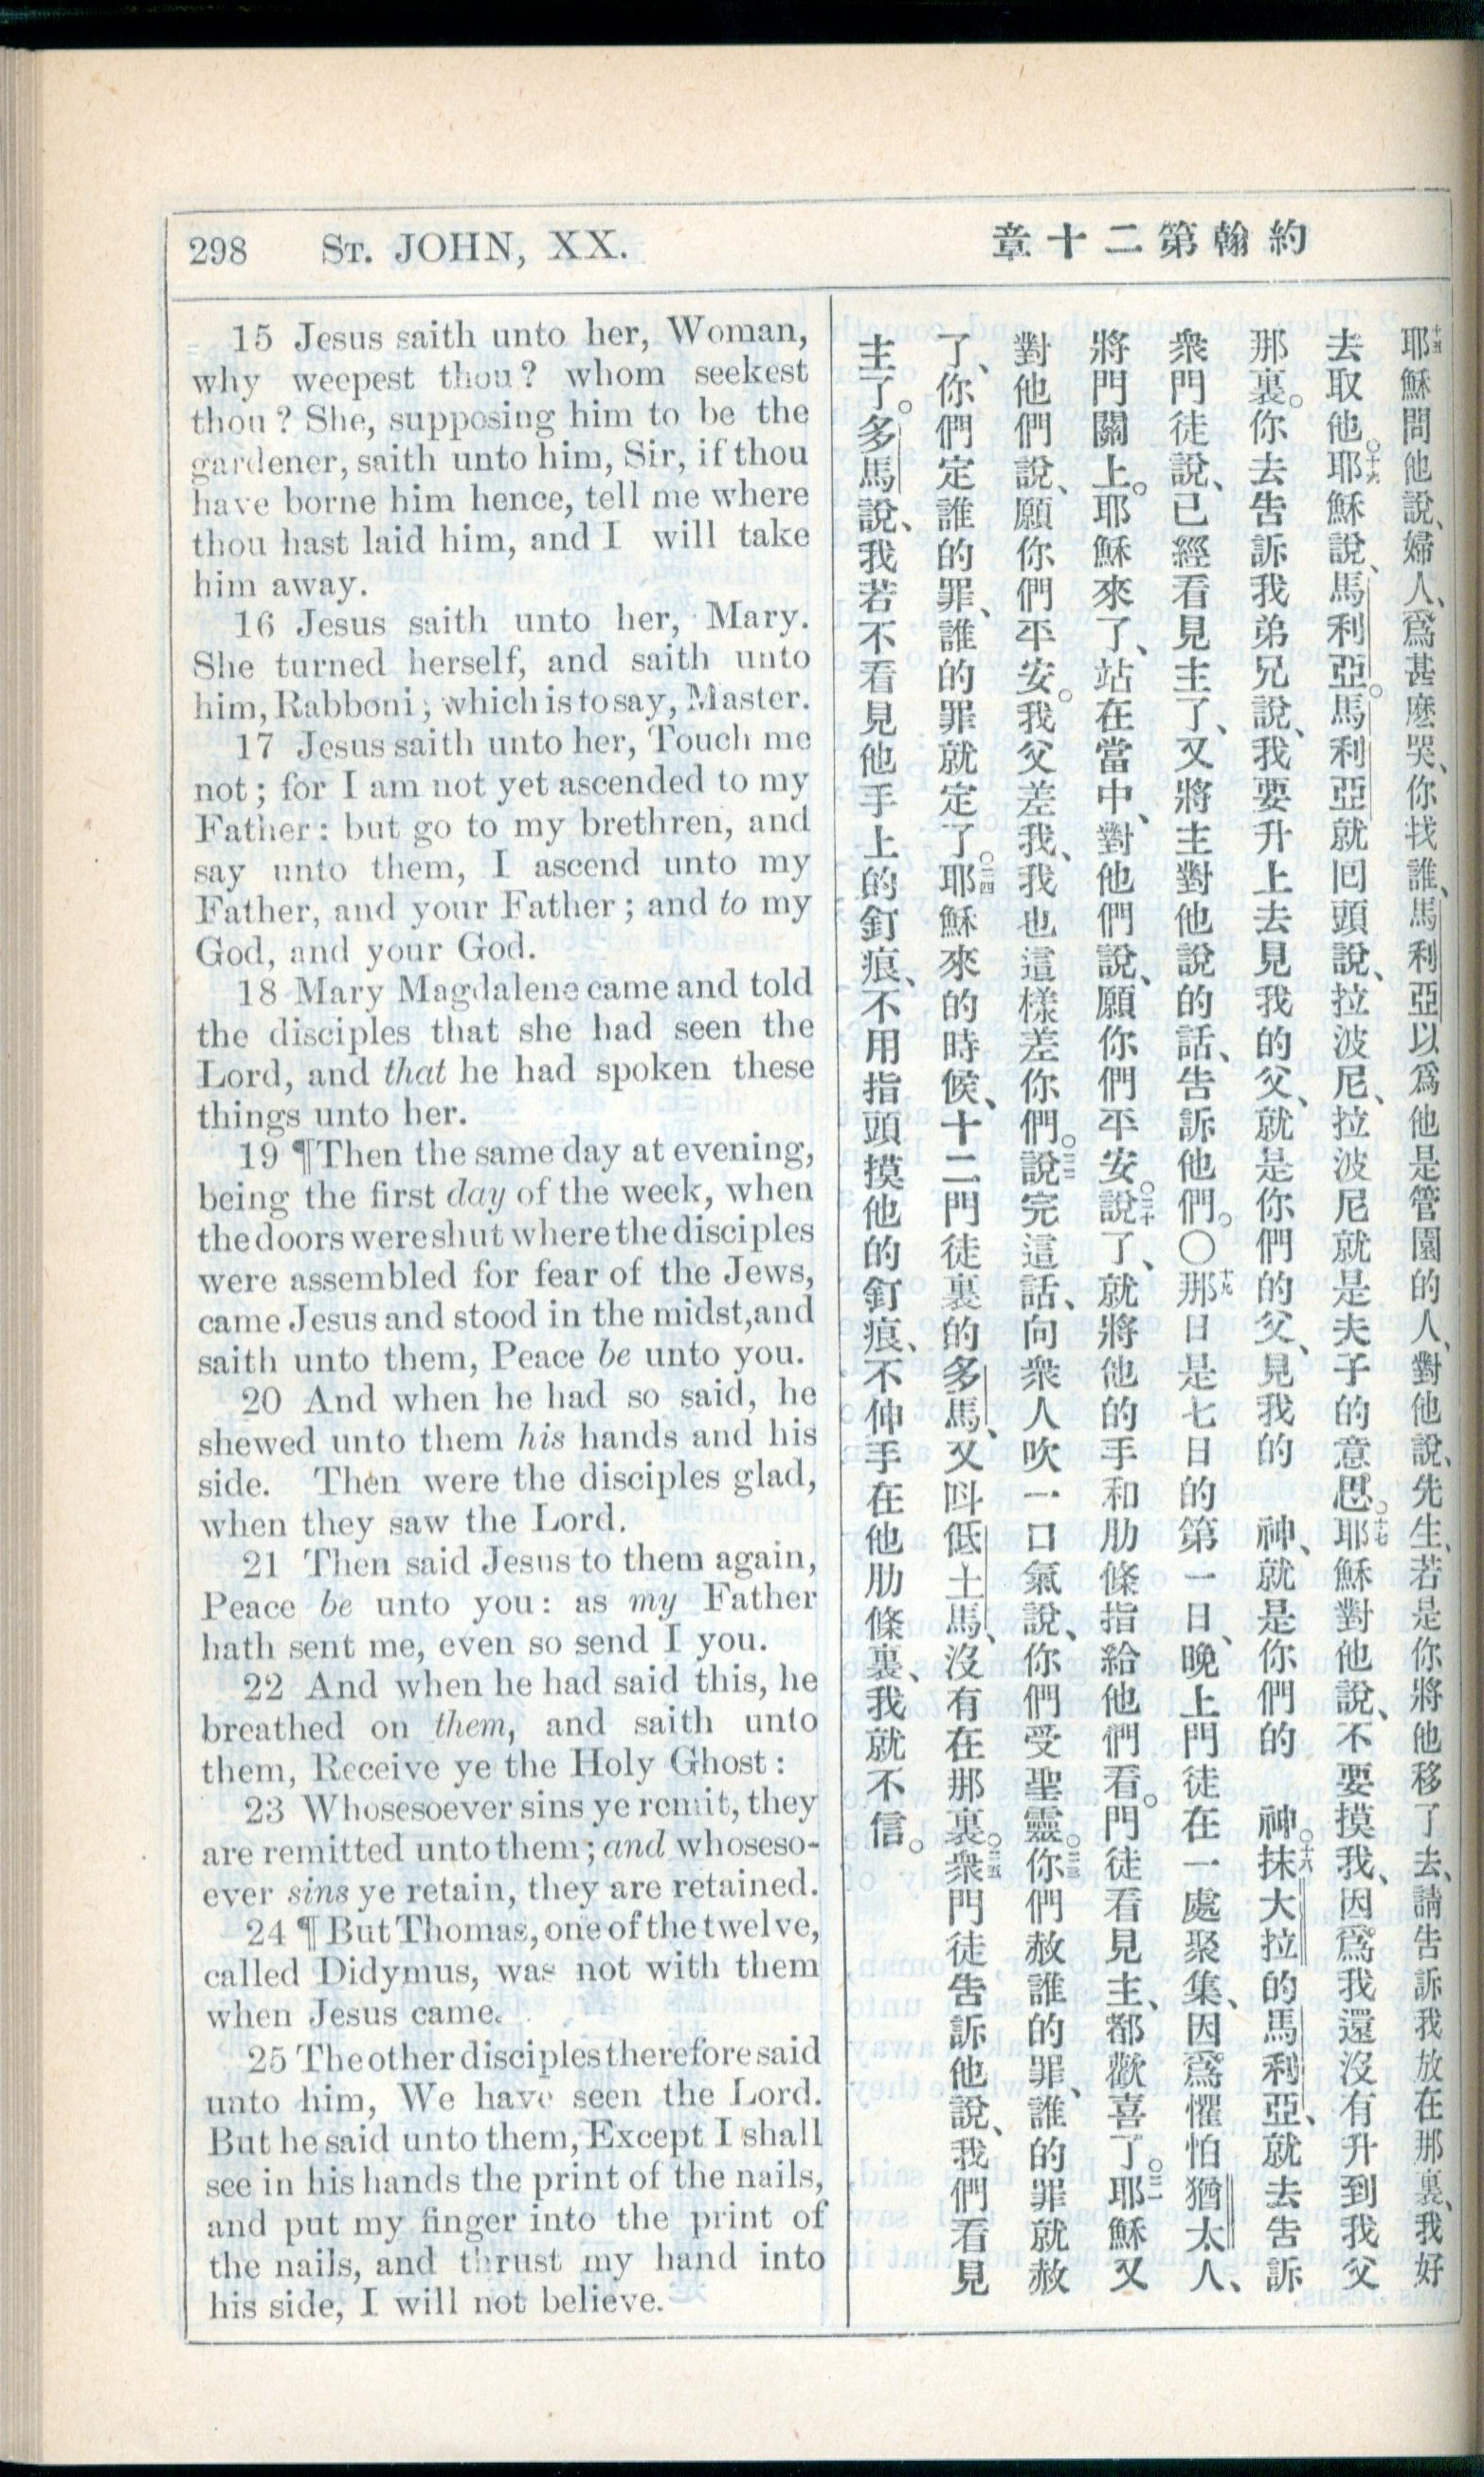 298 ST. JOHN, XX.
章十二第翰約
15 Jesus saith unto her, Woman,
why weepest thou? whom seekest
thou? She, supposing him to be the
gardener, saith unto him, Sir, if thou
have borne him hence, tell me where
thou hast laid him, and I will take
him away.
16 Jesus saith unto her, Mary.
She turned herself, and saith unto
him, Rabboni; which is to say, Master.
17 Jesus saith unto her, Touch me
not; for I am not yet ascended to my
Father: but go to my brethren, and
say unto them, I ascend unto my
Father, and your Father; and to my
God, and your God.
18 Mary Magdalene came and told
the disciples that she had seen the
Lord, and that he had spoken these
things unto her.
19 ¶Then the same day at evening,
being the first day of the week, when
the doors were shut where the disciples
were assembled for fear of the Jews,
came Jesus and stood in the midst,and
saith unto them, Peace be unto you.
20 And when he had so said, he
shewed unto them his hands and his
side. Then were the disciples glad,
when they saw the Lord.
21 Then said Jesus to them again,
Peace be unto you: as my Father
hath sent me, even so send I you.
22 And when he had said this, he
breathed on them, and saith unto
them, Receive ye the Holy Ghost:
23 Whosesoever sins ye remit, they
are remitted unto them; and whoseso-
ever sins ye retain, they are retained.
24 ¶ But Thomas, one of the twelve,
called Didymus, was not with them
when Jesus came.
25 The other disciples therefore said
unto him, We have seen the Lord.
But he said unto them, Except I shall
see in his hands the print of the nails,
and put my finger into the print of
the nails, and thrust my hand into
his side, I will not believe.
十五耶穌問他說、婦人、爲甚麽哭、你找誰、馬利亞以爲他是管園的人、對他說、先生、若是你將他移了去、請告訴我放在那裏、我好
去取他。○十六耶穌說、馬利亞。馬利亞就囘頭說、拉波尼、拉波尼就是夫子的意思。○十七耶穌對他說、不要摸我、因爲我還沒有升到我父
那裏。你去告訴我弟兄說、我要升上去見我的父、就是你們的父、見我的 神、就是你們的 神。○十八抹大拉的馬利亞、就去告訴
衆門徒說、已經看見主了、又將主對他說的話、告訴他們。○十九那日是七日的第一日、晚上門徒在一處聚集、因爲懼怕猶太人、
將門關上。耶穌來了、站在當中、對他們說、願你們平安。○二十說了、就將他的手和肋條指給他們看。門徒看見主、都歡喜了。○二一耶穌又
對他們說、願你們平安。我父差我、我也這樣差你們。○二二說完這話、向衆人吹一口氣說、你們受聖靈。○二三你們赦誰的罪、誰的罪就赦
了、你們定誰的罪、誰的罪就定了。○二四耶穌來的時候、十二門徒裏的多馬、又呌低土馬、沒有在那裏。○二五衆門徒告訴他說、我們看見
主了。多馬說、我若不看見他手上的釘痕、不用指頭摸他的釘痕、不伸手在他肋條裏、我就不信。